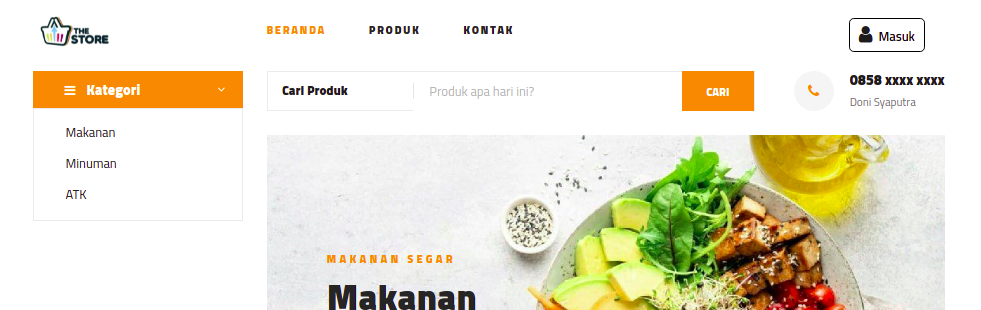 THE
STORE
BERANDA
PRODUK
KONTAK
Masuk
Kategori
Cari Produk
Produk apa hari ini?
CARI
0858 xxxx xxxx
Doni Syaputra
Makanan
Minuman
ATK
MAKANAN SEGAR
Makanan